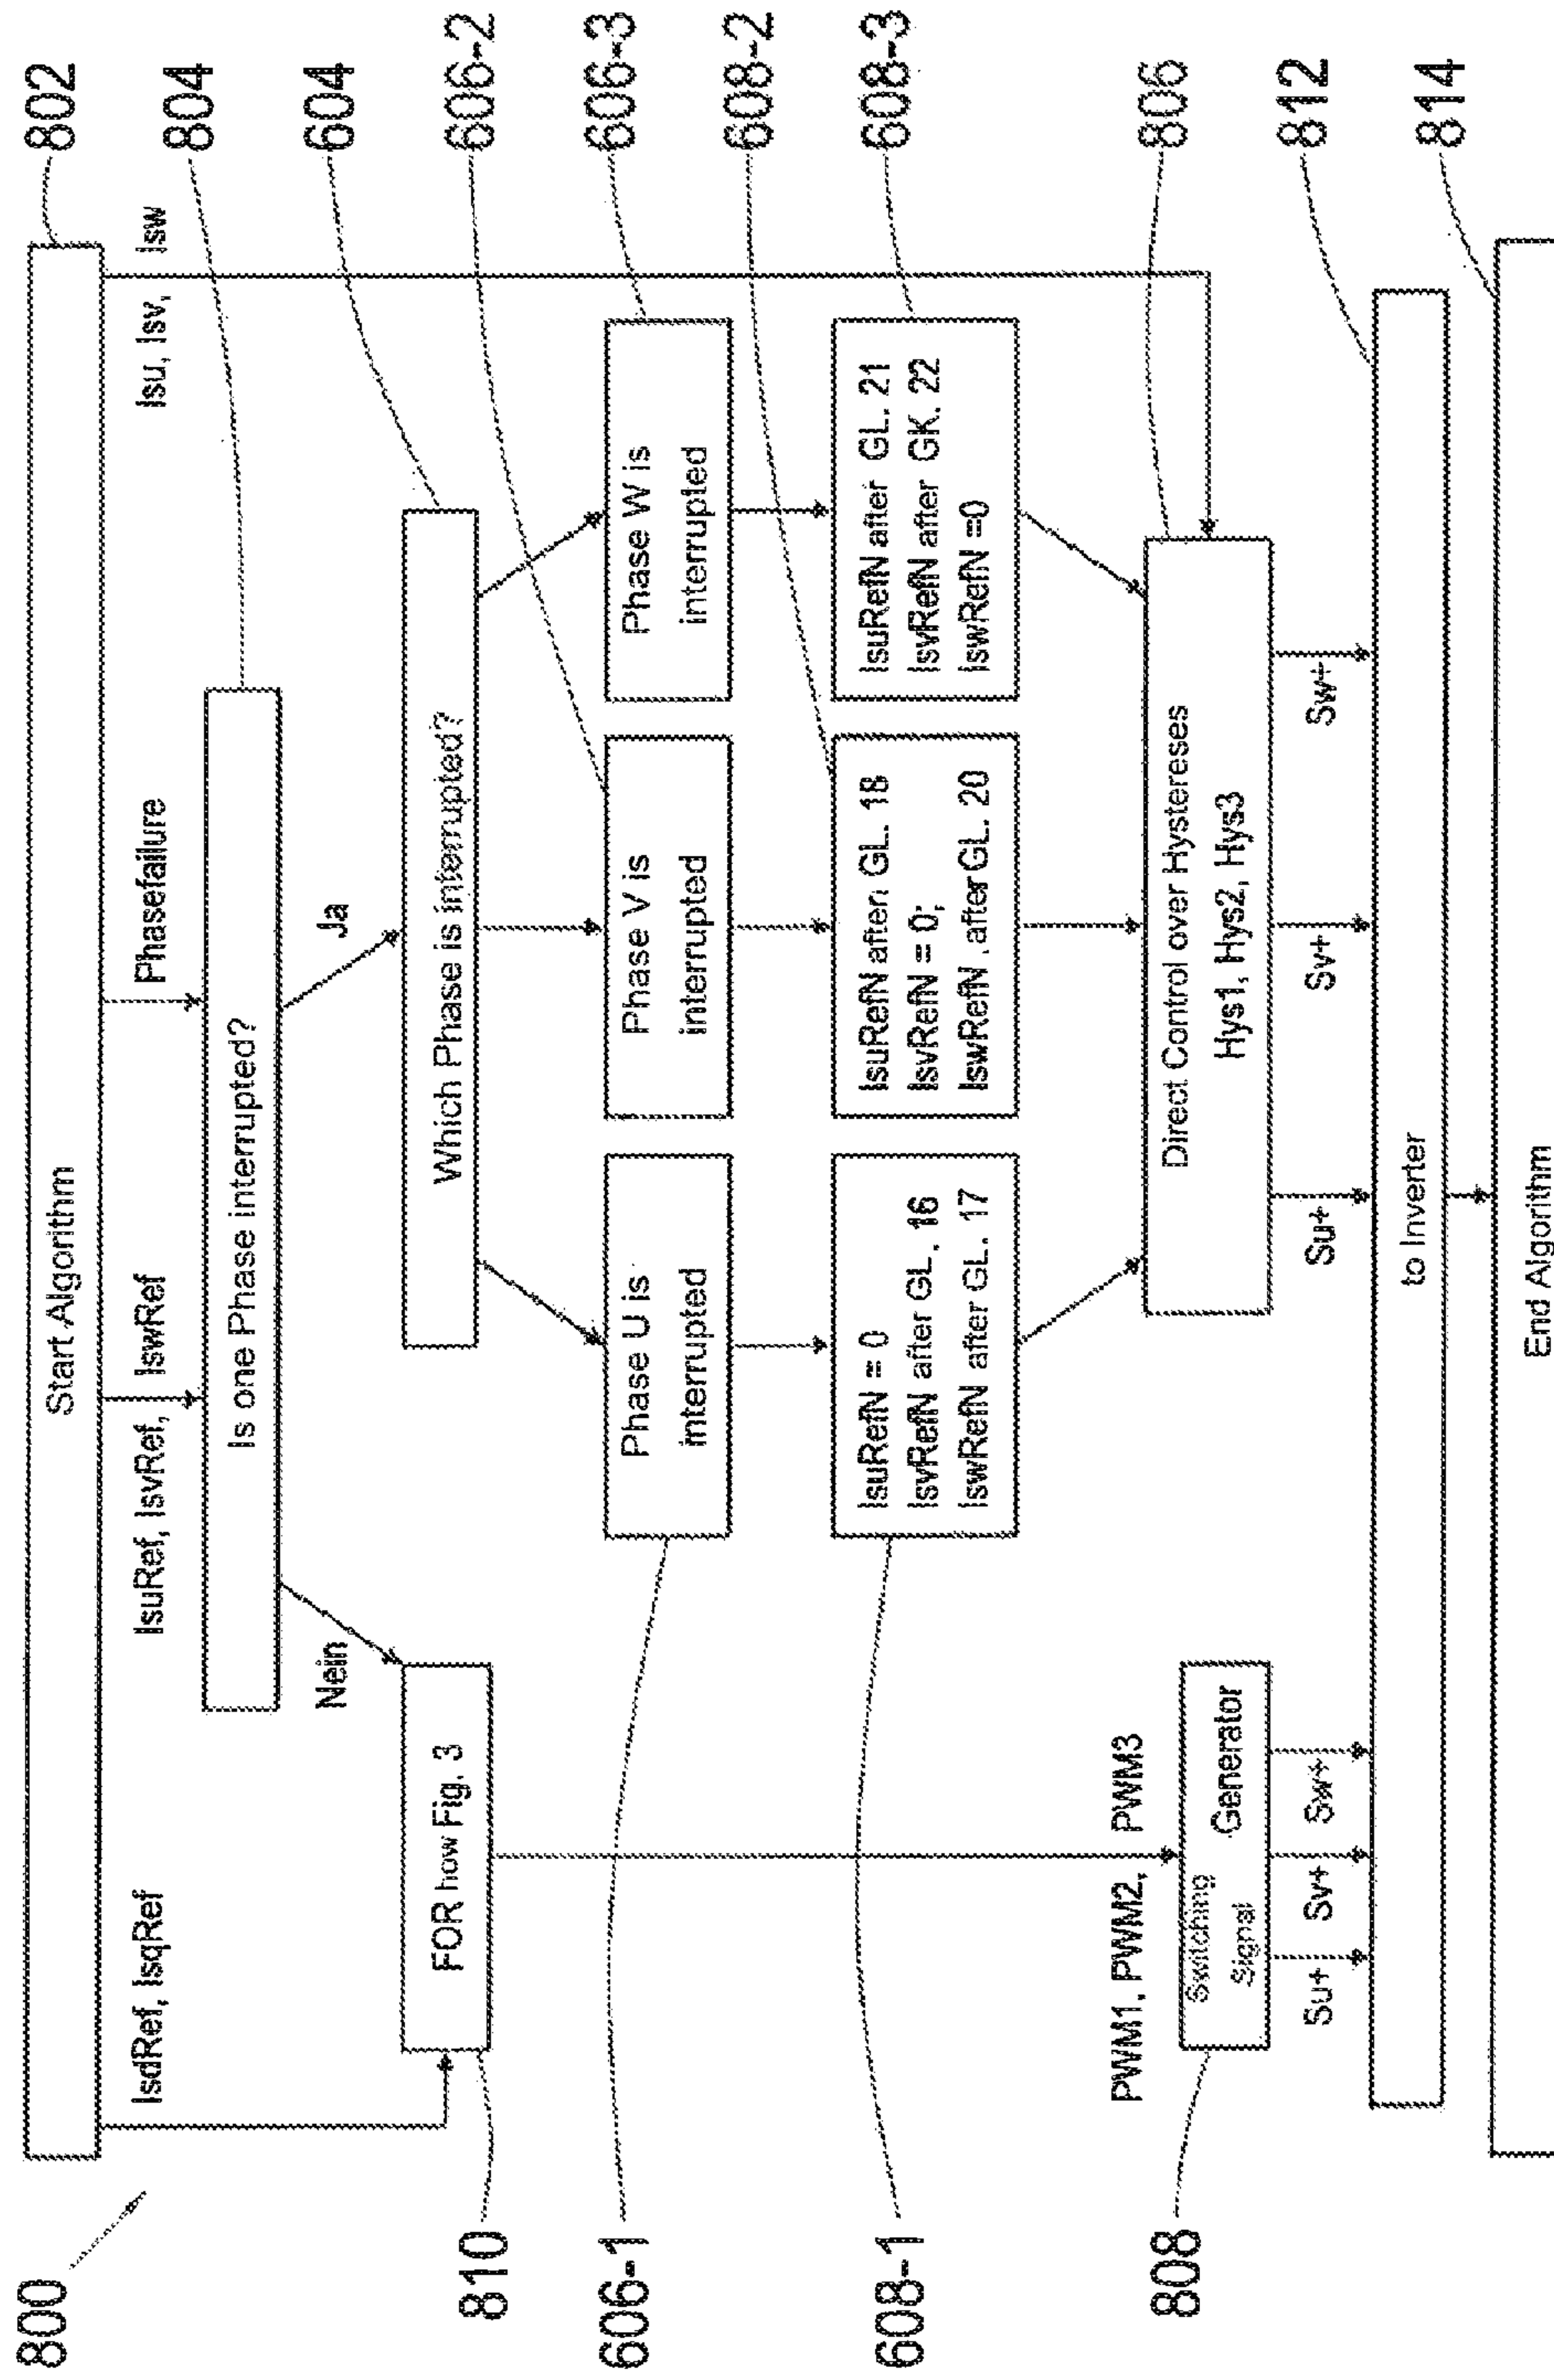 800
802
Start Algorithm
IsdRef, IsqRef
IsuRef, IsvRef, IswRef
Phasefailure
Isu, Isv, Isw
804
Is one Phase interrupted?
Nein
Ja
604
810
FOR how Fig. 3
Which Phase is interrupted?
606-2
606-1
Phase U is
interrupted
Phase V is
interrupted
Phase W is
interrupted
606-3
608-2
608-1
IsuRefN = 0
IsvRefN after GL. 16
IswRefN after GL. 17
IsuRefN after GL. 18
IsvRefN = 0;
IswRefN .after GL. 20
IsuRefN after GL. 21
IsvRefN after GK. 22
IswRefN =0
608-3
PWM1, PWM2, PWM3
808
Switching
Signal
Generator
Direct Control over Hystereses
Hys1, Hys2, Hys3
806
Su+
Sv+
Sw+
Su+
Sv+
Sw+
812
to Inverter
814
End Algorithm